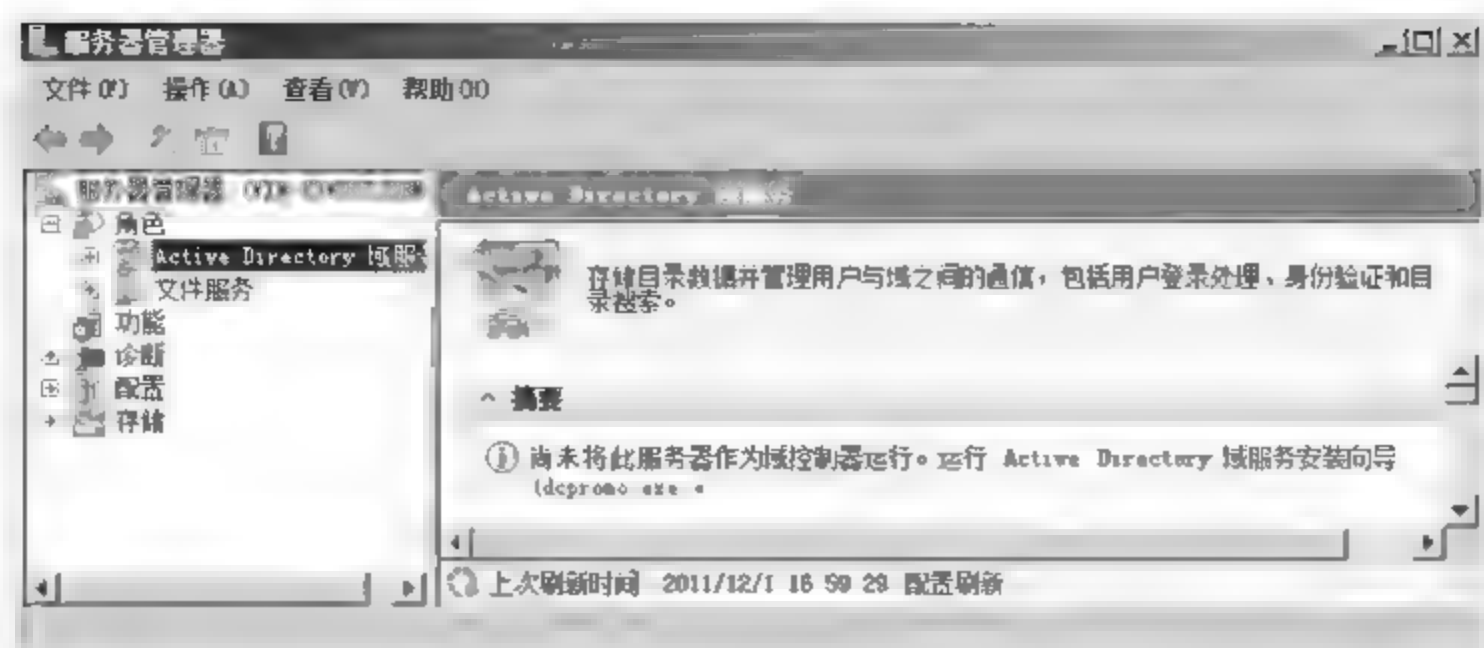 服务器管理器
文件(F) 操作(A) 查看(V) 帮助(H)
服务器管理器
Active Directory 域服务
角色
Active Directory 域服
文件服务
功能
诊断
配置
存储
存储目录数据并管理用户与域之间的通信，包括用户登录处理、身份验证和目
录搜索。
摘要
尚未将此服务器作为域控制器运行。运行 Active Directory 域服务安装向导
(dcpromo.exe
上次刷新时间 2011/12/1 16 59 29 配置刷新